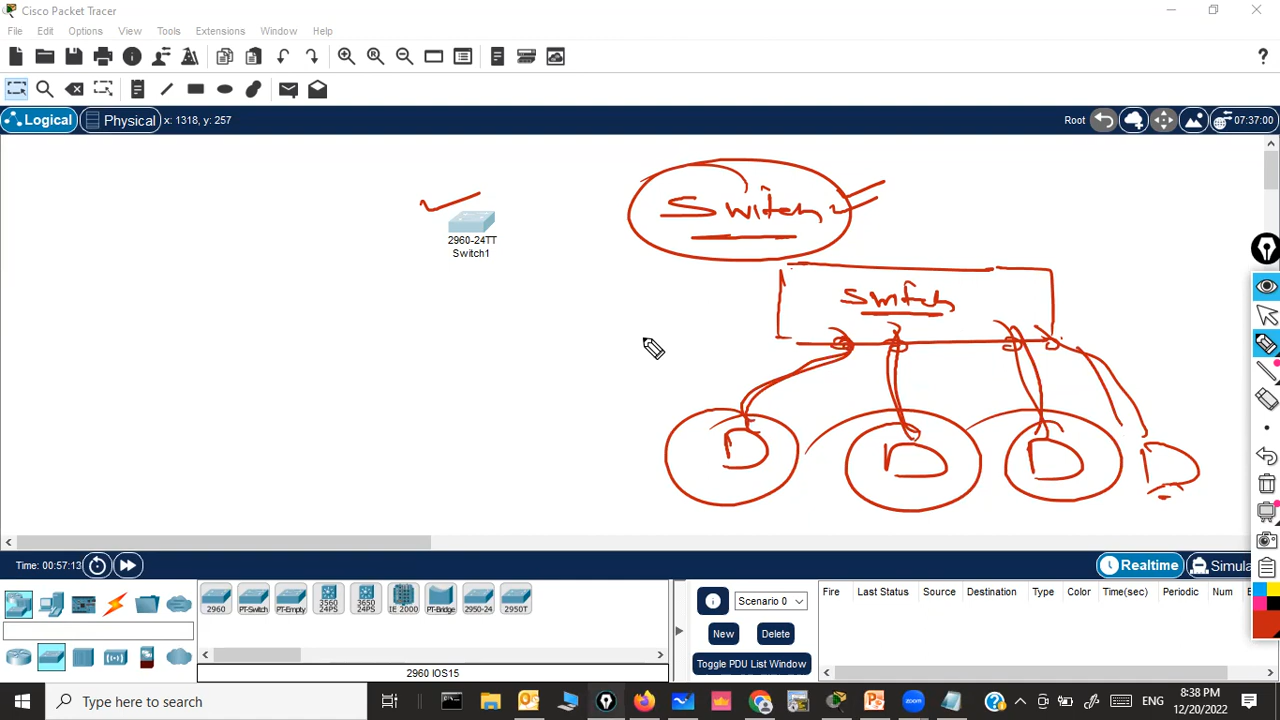 Cisco Packet Tracer
File Edit Options View Tools Extensions Window Help
?
Logical Physical x: 1318, y: 257 Root 07:37:00
Switch
2960-24TT
Switch1
Switch
D D D D
Time: 00:57:13 Realtime Simula
2960 PT-Switch PT-Empty 3560 24PS 3650 24PS IE 2000 PT-Bridge 2950-24 2950T
Scenario 0
New Delete
Toggle PDU List Window
Fire Last Status Source Destination Type Color Time(sec) Periodic Num
2960 IOS15
Type here to search
ENG
8:38 PM
12/20/2022